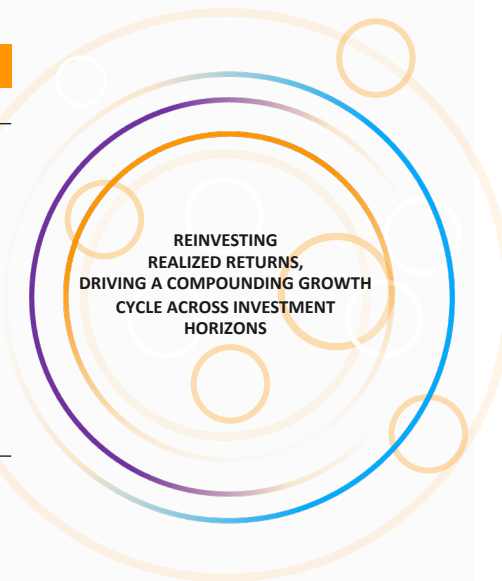 REINVESTING
REALIZED RETURNS,
DRIVING A COMPOUNDING GROWTH
CYCLE ACROSS INVESTMENT
HORIZONS